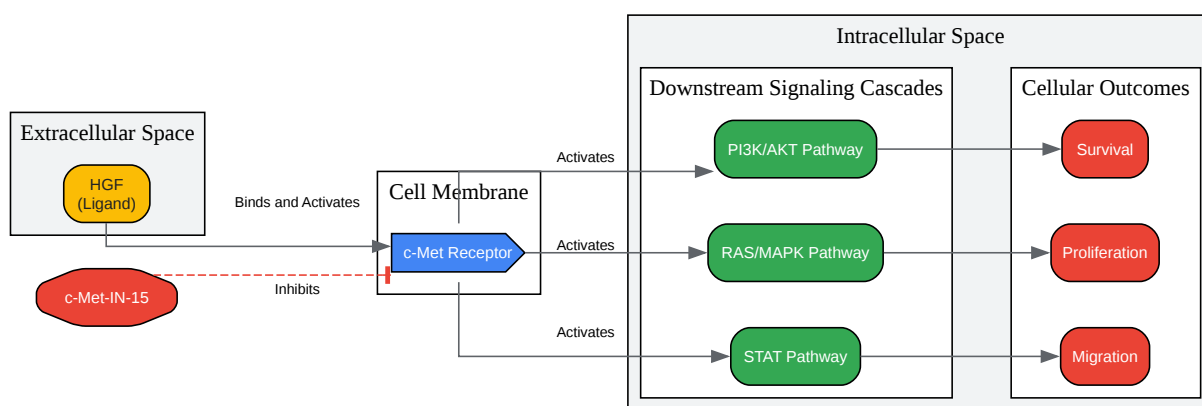 Intracellular Space
Downstream Signaling Cascades
Cellular Outcomes
Extracellular Space
HGF
(Ligand)
Binds and Activates
c-Met-IN-15
Inhibits
Cell Membrane
c-Met Receptor
Activates
PI3K/AKT Pathway
Survival
Activates
RAS/MAPK Pathway
Proliferation
Activates
STAT Pathway
Migration